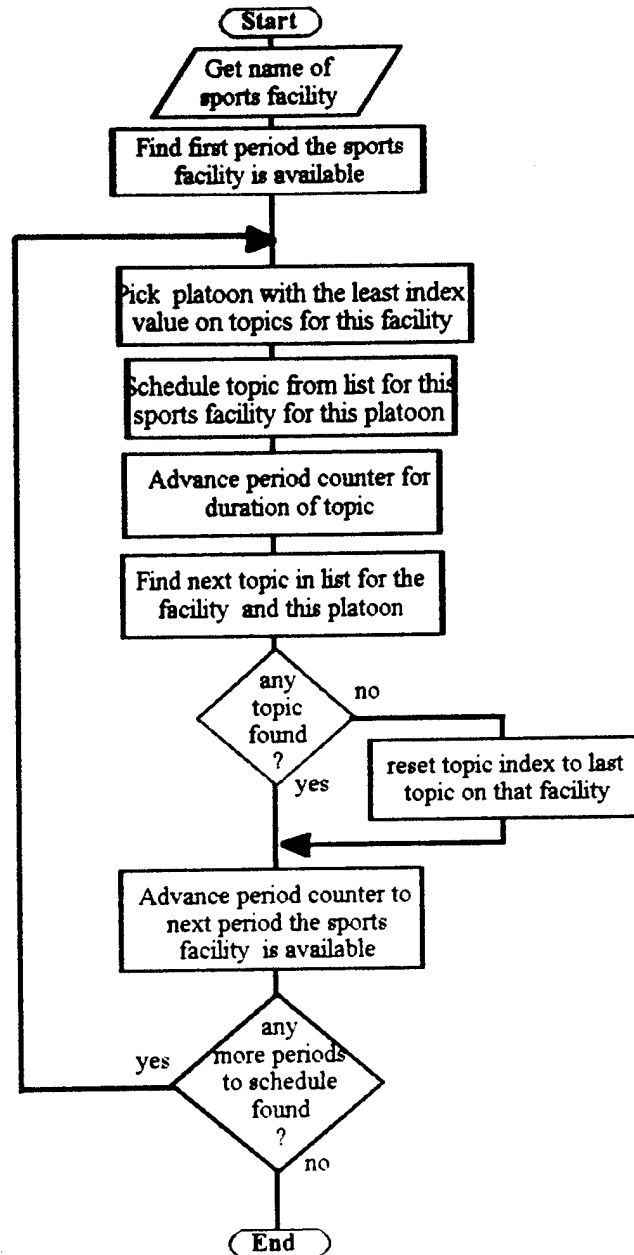 Start
Get name of
sports facility
Find first period the sports
facility is available
Pick platoon with the least index
value on topics for this facility
Schedule topic from list for this
sports facility for this platoon
Advance period counter for
duration of topic
Find next topic in list for the
facility and this platoon
any
topic
found
?
no
yes
reset topic index to last
topic on that facility
Advance period counter to
next period the sports
facility is available
any
more periods
to schedule
found
?
yes
no
End